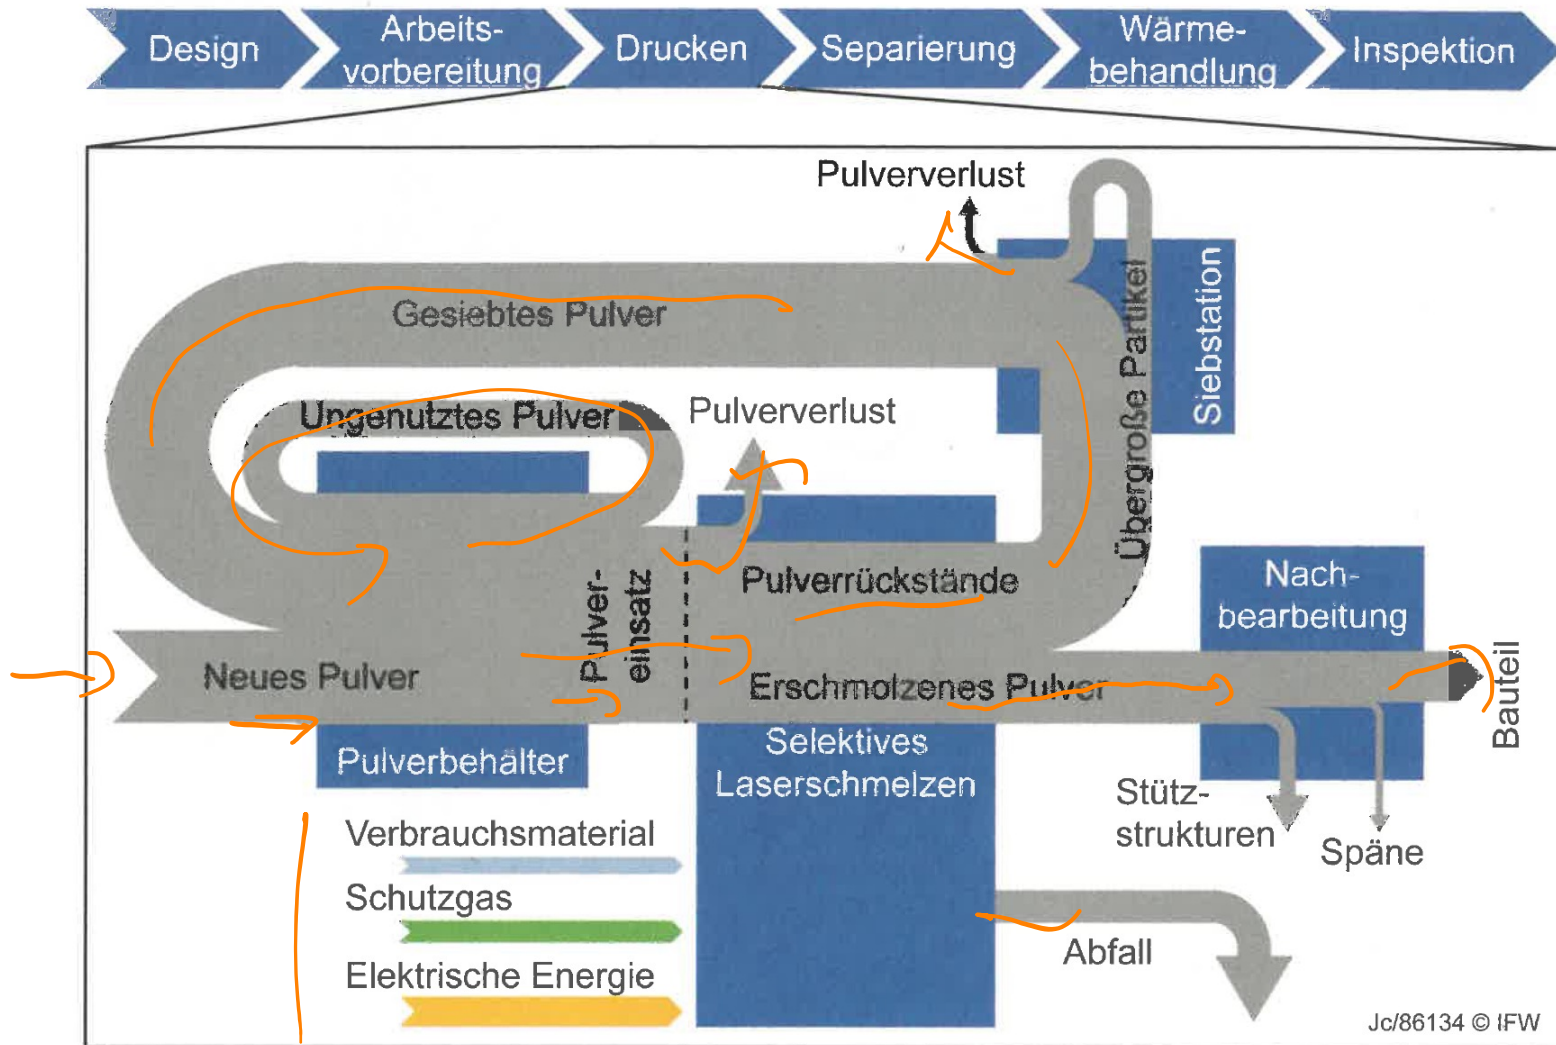 Design
Arbeits-
vorbereitung
Drucken
Separierung
Wärme-
behandlung
Inspektion
Pulververlust
Gesiebtes Pulver
Siebstation
Übergroße Partikel
Ungenutztes Pulver
Pulververlust
Pulver-
einsatz
Pulverrückstände
Nach-
bearbeitung
Neues Pulver
Erschmolzenes Pulver
Bauteil
Pulverbehälter
Selektives
Laserschmelzen
Stütz-
strukturen
Späne
Verbrauchsmaterial
Schutzgas
Elektrische Energie
Abfall
Jc/86134 © IFW